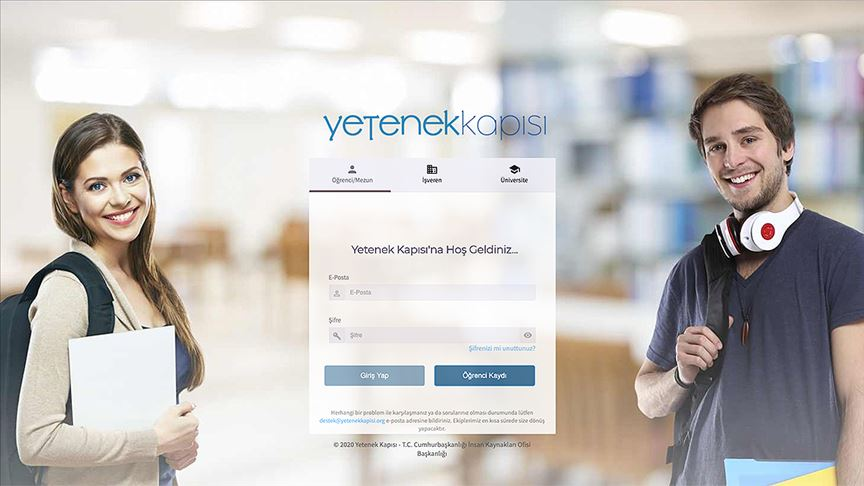 yetenekkapısı
Öğrenci/Mezun
İşveren
Üniversite
Yetenek Kapısı'na Hoş Geldiniz...
E-Posta
E-Posta
Şifre
Şifre
Şifrenizi mi unuttunuz?
Giriş Yap
Öğrenci Kaydı
Herhangi bir problem ile karşılaşmanız ya da sorularınız olması durumunda lütfen
destek@yetenekkapisi.org e-posta adresine bildiriniz. Ekiplerimiz en kısa sürede size dönüş
yapacaktır.
© 2020 Yetenek Kapısı - T.C. Cumhurbaşkanlığı İnsan Kaynakları Ofisi
Başkanlığı